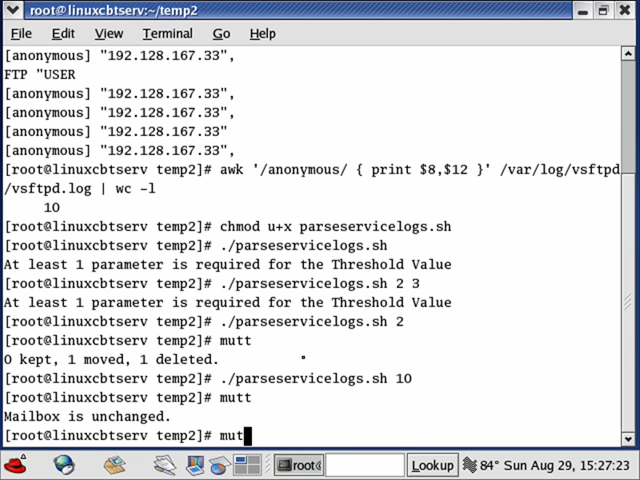 root@linuxcbtserv:~/temp2
File Edit View Terminal Go Help
[anonymous] "192.128.167.33",
FTP "USER
[anonymous] "192.128.167.33",
[anonymous] "192.128.167.33",
[anonymous] "192.128.167.33"
[anonymous] "192.128.167.33",
[root@linuxcbtserv temp2]# awk '/anonymous/ { print $8,$12 }' /var/log/vsftpd
/vsftpd.log | wc -l
10
[root@linuxcbtserv temp2]# chmod u+x parseservicelogs.sh
[root@linuxcbtserv temp2]# ./parseservicelogs.sh
At least 1 parameter is required for the Threshold Value
[root@linuxcbtserv temp2]# ./parseservicelogs.sh 2 3
At least 1 parameter is required for the Threshold Value
[root@linuxcbtserv temp2]# ./parseservicelogs.sh 2
[root@linuxcbtserv temp2]# mutt
0 kept, 1 moved, 1 deleted.
[root@linuxcbtserv temp2]# ./parseservicelogs.sh 10
[root@linuxcbtserv temp2]# mutt
Mailbox is unchanged.
[root@linuxcbtserv temp2]# mut
root@ Lookup 84° Sun Aug 29, 15:27:23